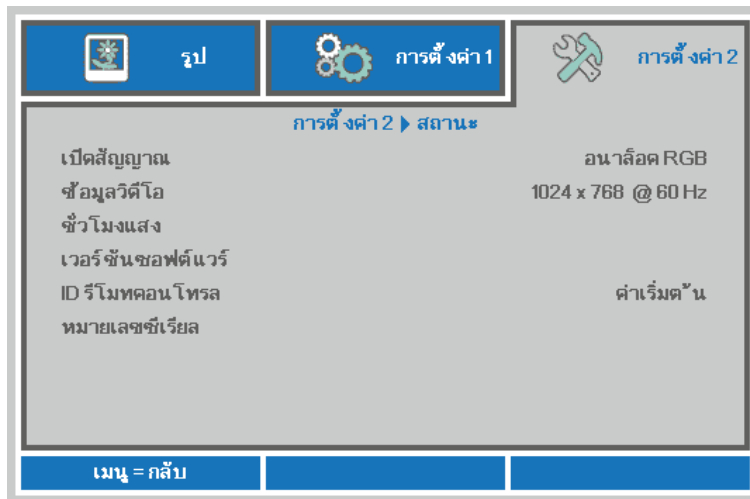 รูป
การตั้งค่า 1
การตั้งค่า 2
การตั้งค่า 2 ▶ สถานะ
เปิดสัญญาณ อนาล็อค RGB
ข้อมูลวิดีโอ 1024 x 768 @ 60 Hz
ชั่วโมงแสง
เวอร์ชันซอฟต์แวร์
ID รีโมทคอนโทรล ค่าเริ่มต้น
หมายเลขซีเรียล
เมนู = กลับ